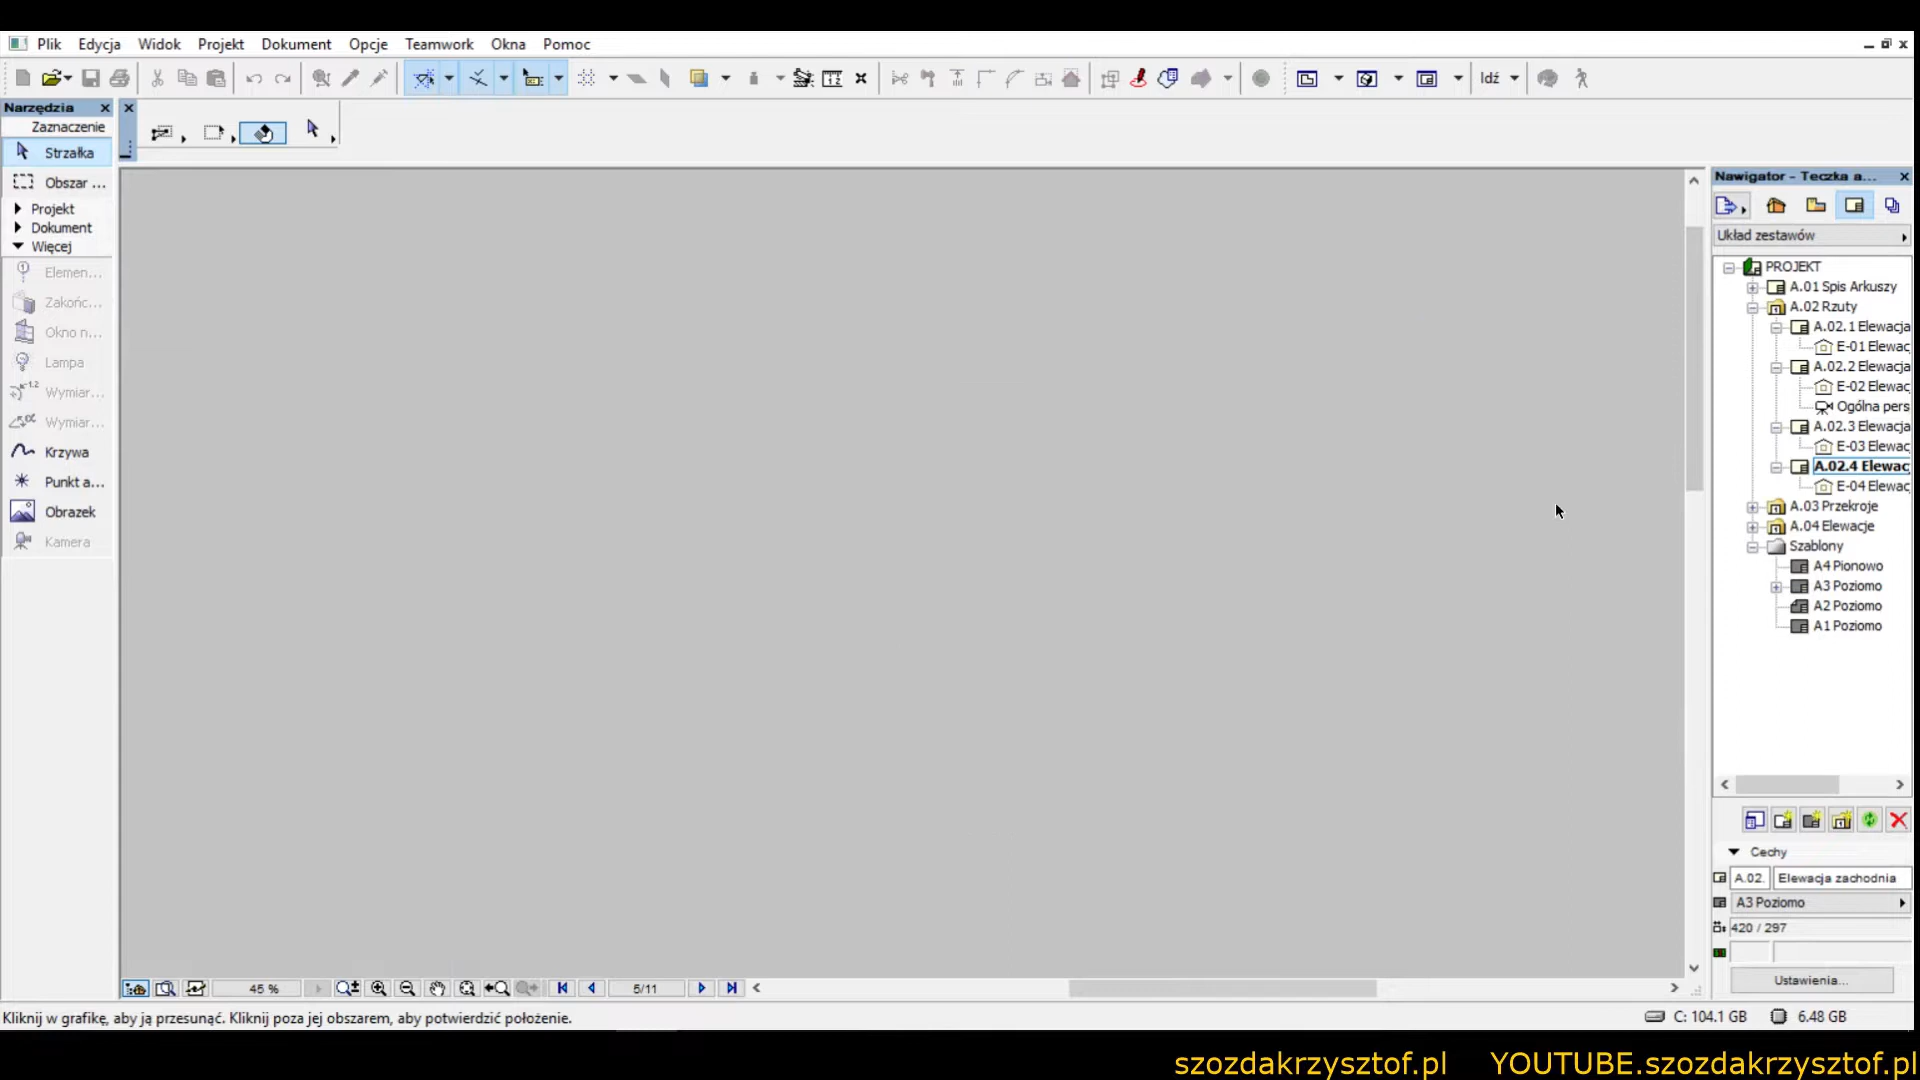 Plik Edycja Widok Projekt Dokument Opcje Teamwork Okna Pomoc
Idź
Narzędzia
Zaznaczenie
Strzałka
Obszar ...
Projekt
Dokument
Więcej
Elemen...
Zakońc...
Okno n...
Lampa
Wymiar...
Wymiar...
Krzywa
Punkt a...
Obrazek
Kamera
Nawigator - Teczka a...
Układ zestawów
PROJEKT
A.01 Spis Arkuszy
A.02 Rzuty
A.02.1 Elewacja
E-01 Elewac
A.02.2 Elewacja
E-02 Elewac
Ogólna pers
A.02.3 Elewacja
E-03 Elewac
A.02.4 Elewac
E-04 Elewac
A.03 Przekroje
A.04 Elewacje
Szablony
A4 Pionowo
A3 Poziomo
A2 Poziomo
A1 Poziomo
Cechy
A.02. Elewacja zachodnia
A3 Poziomo
420 / 297
Ustawienia...
45 % 5/11
Kliknij w grafikę, aby ją przesunąć. Kliknij poza jej obszarem, aby potwierdzić położenie.
C: 104.1 GB 6.48 GB
szozdakrzysztof.pl YOUTUBE.szozdakrzysztof.pl